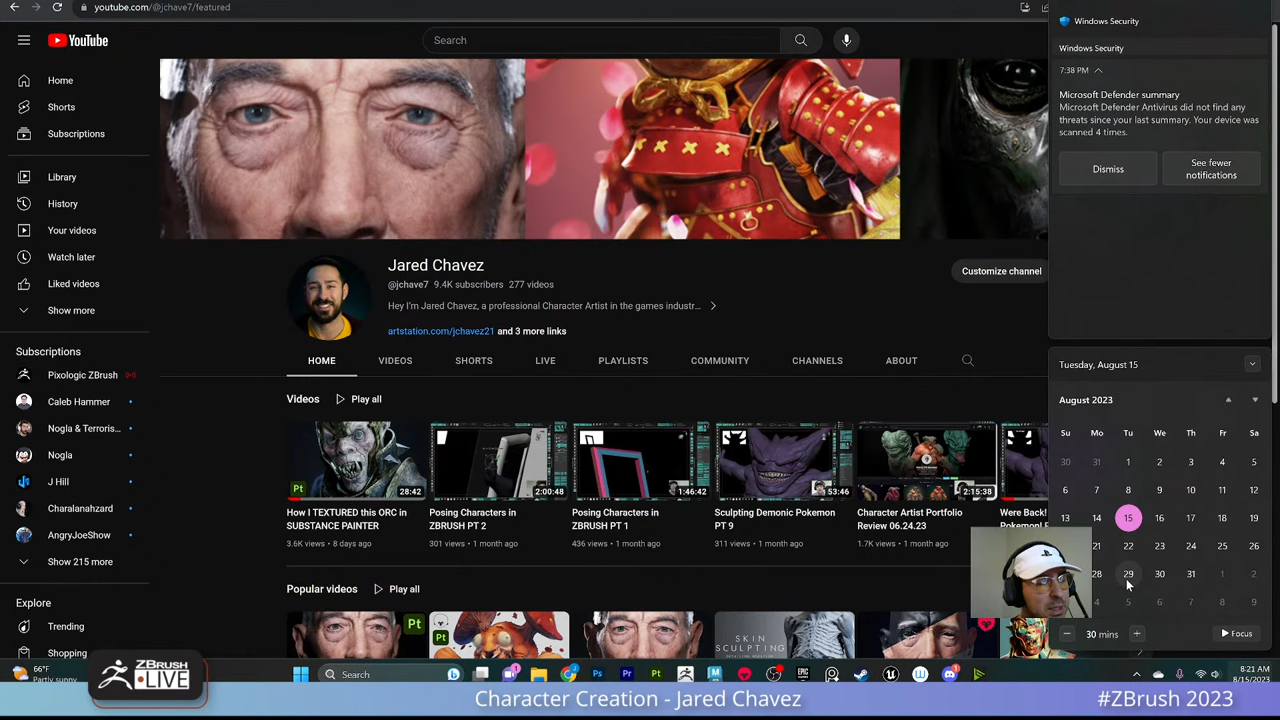 youtube.com/@jchave7/featured
YouTube
Search
Home
Shorts
Subscriptions
Library
History
Your videos
Watch later
Liked videos
Show more
Subscriptions
Pixologic ZBrush
Caleb Hammer
Nogla & Terroris...
Nogla
J Hill
Charalanahzard
AngryJoeShow
Show 215 more
Explore
Trending
Shopping
Jared Chavez
@jchave7 9.4K subscribers 277 videos
Hey I'm Jared Chavez, a professional Character Artist in the games industr...
artstation.com/jchavez21 and 3 more links
Customize channel
HOME VIDEOS SHORTS LIVE PLAYLISTS COMMUNITY CHANNELS ABOUT
Videos Play all
Pt 28:42
2:00:48
1:46:42
53:46
2:15:38
How I TEXTURED this ORC in
SUBSTANCE PAINTER
3.6K views • 8 days ago
Posing Characters in
ZBRUSH PT 2
301 views • 1 month ago
Posing Characters in
ZBRUSH PT 1
436 views • 1 month ago
Sculpting Demonic Pokemon
PT 9
311 views • 1 month ago
Character Artist Portfolio
Review 06.24.23
1.7K views • 1 month ago
Were Back!
Pokemon
Popular videos Play all
Pt
Pt
SKIN
SCULPTING
Windows Security
Windows Security
7:38 PM
Microsoft Defender summary
Microsoft Defender Antivirus did not find any
threats since your last summary. Your device was
scanned 4 times.
Dismiss
See fewer
notifications
Tuesday, August 15
August 2023
Su Mo Tu We Th Fr Sa
30 31 1 2 3 4 5
6 7 8 9 10 11 12
13 14 15 16 17 18 19
21 22 23 24 25 26
28 29 30 31 1 2
4 5 6 7 8 9
30 mins Focus
66°F
Partly sunny
Search
8:21 AM
8/15/2023
ZBRUSH
LIVE
Character Creation - Jared Chavez
#ZBrush 2023